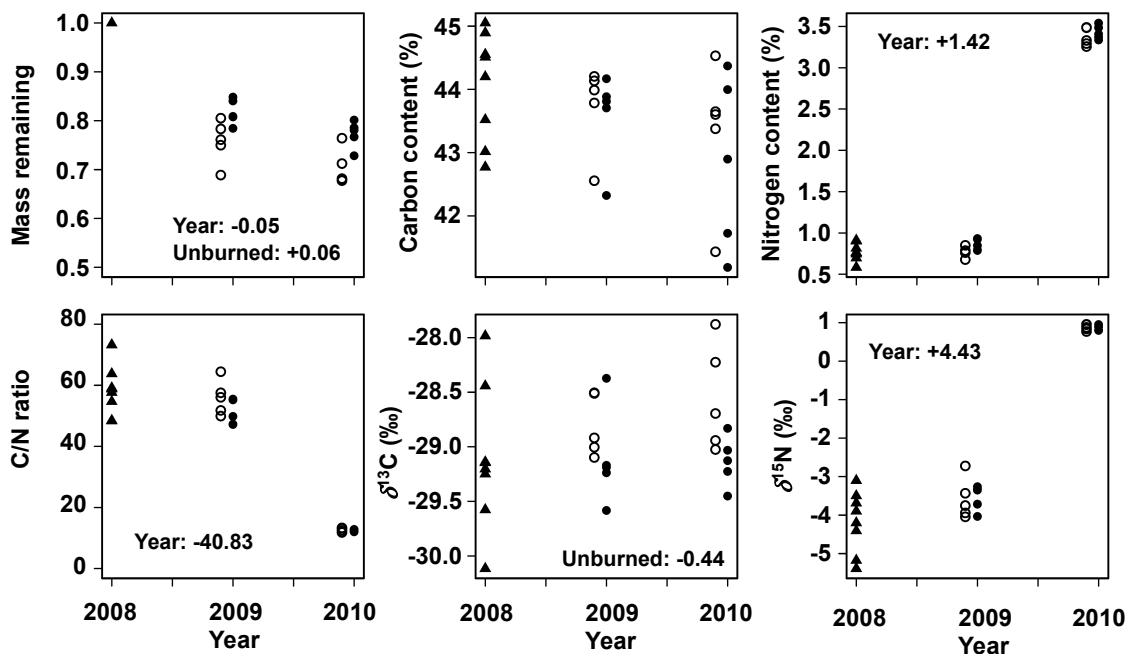 Mass remaining
1.0
0.9
0.8
0.7
0.6
0.5
Year: -0.05
Unburned: +0.06
Carbon content (%)
45
44
43
42
Nitrogen content (%)
3.5
3.0
2.5
2.0
1.5
1.0
0.5
Year: +1.42
C/N ratio
80
60
40
20
0
Year: -40.83
2008 2009 2010
Year
δ13C (‰)
-28.0
-28.5
-29.0
-29.5
-30.0
Unburned: -0.44
2008 2009 2010
Year
δ15N (‰)
1
0
-1
-2
-3
-4
-5
Year: +4.43
2008 2009 2010
Year